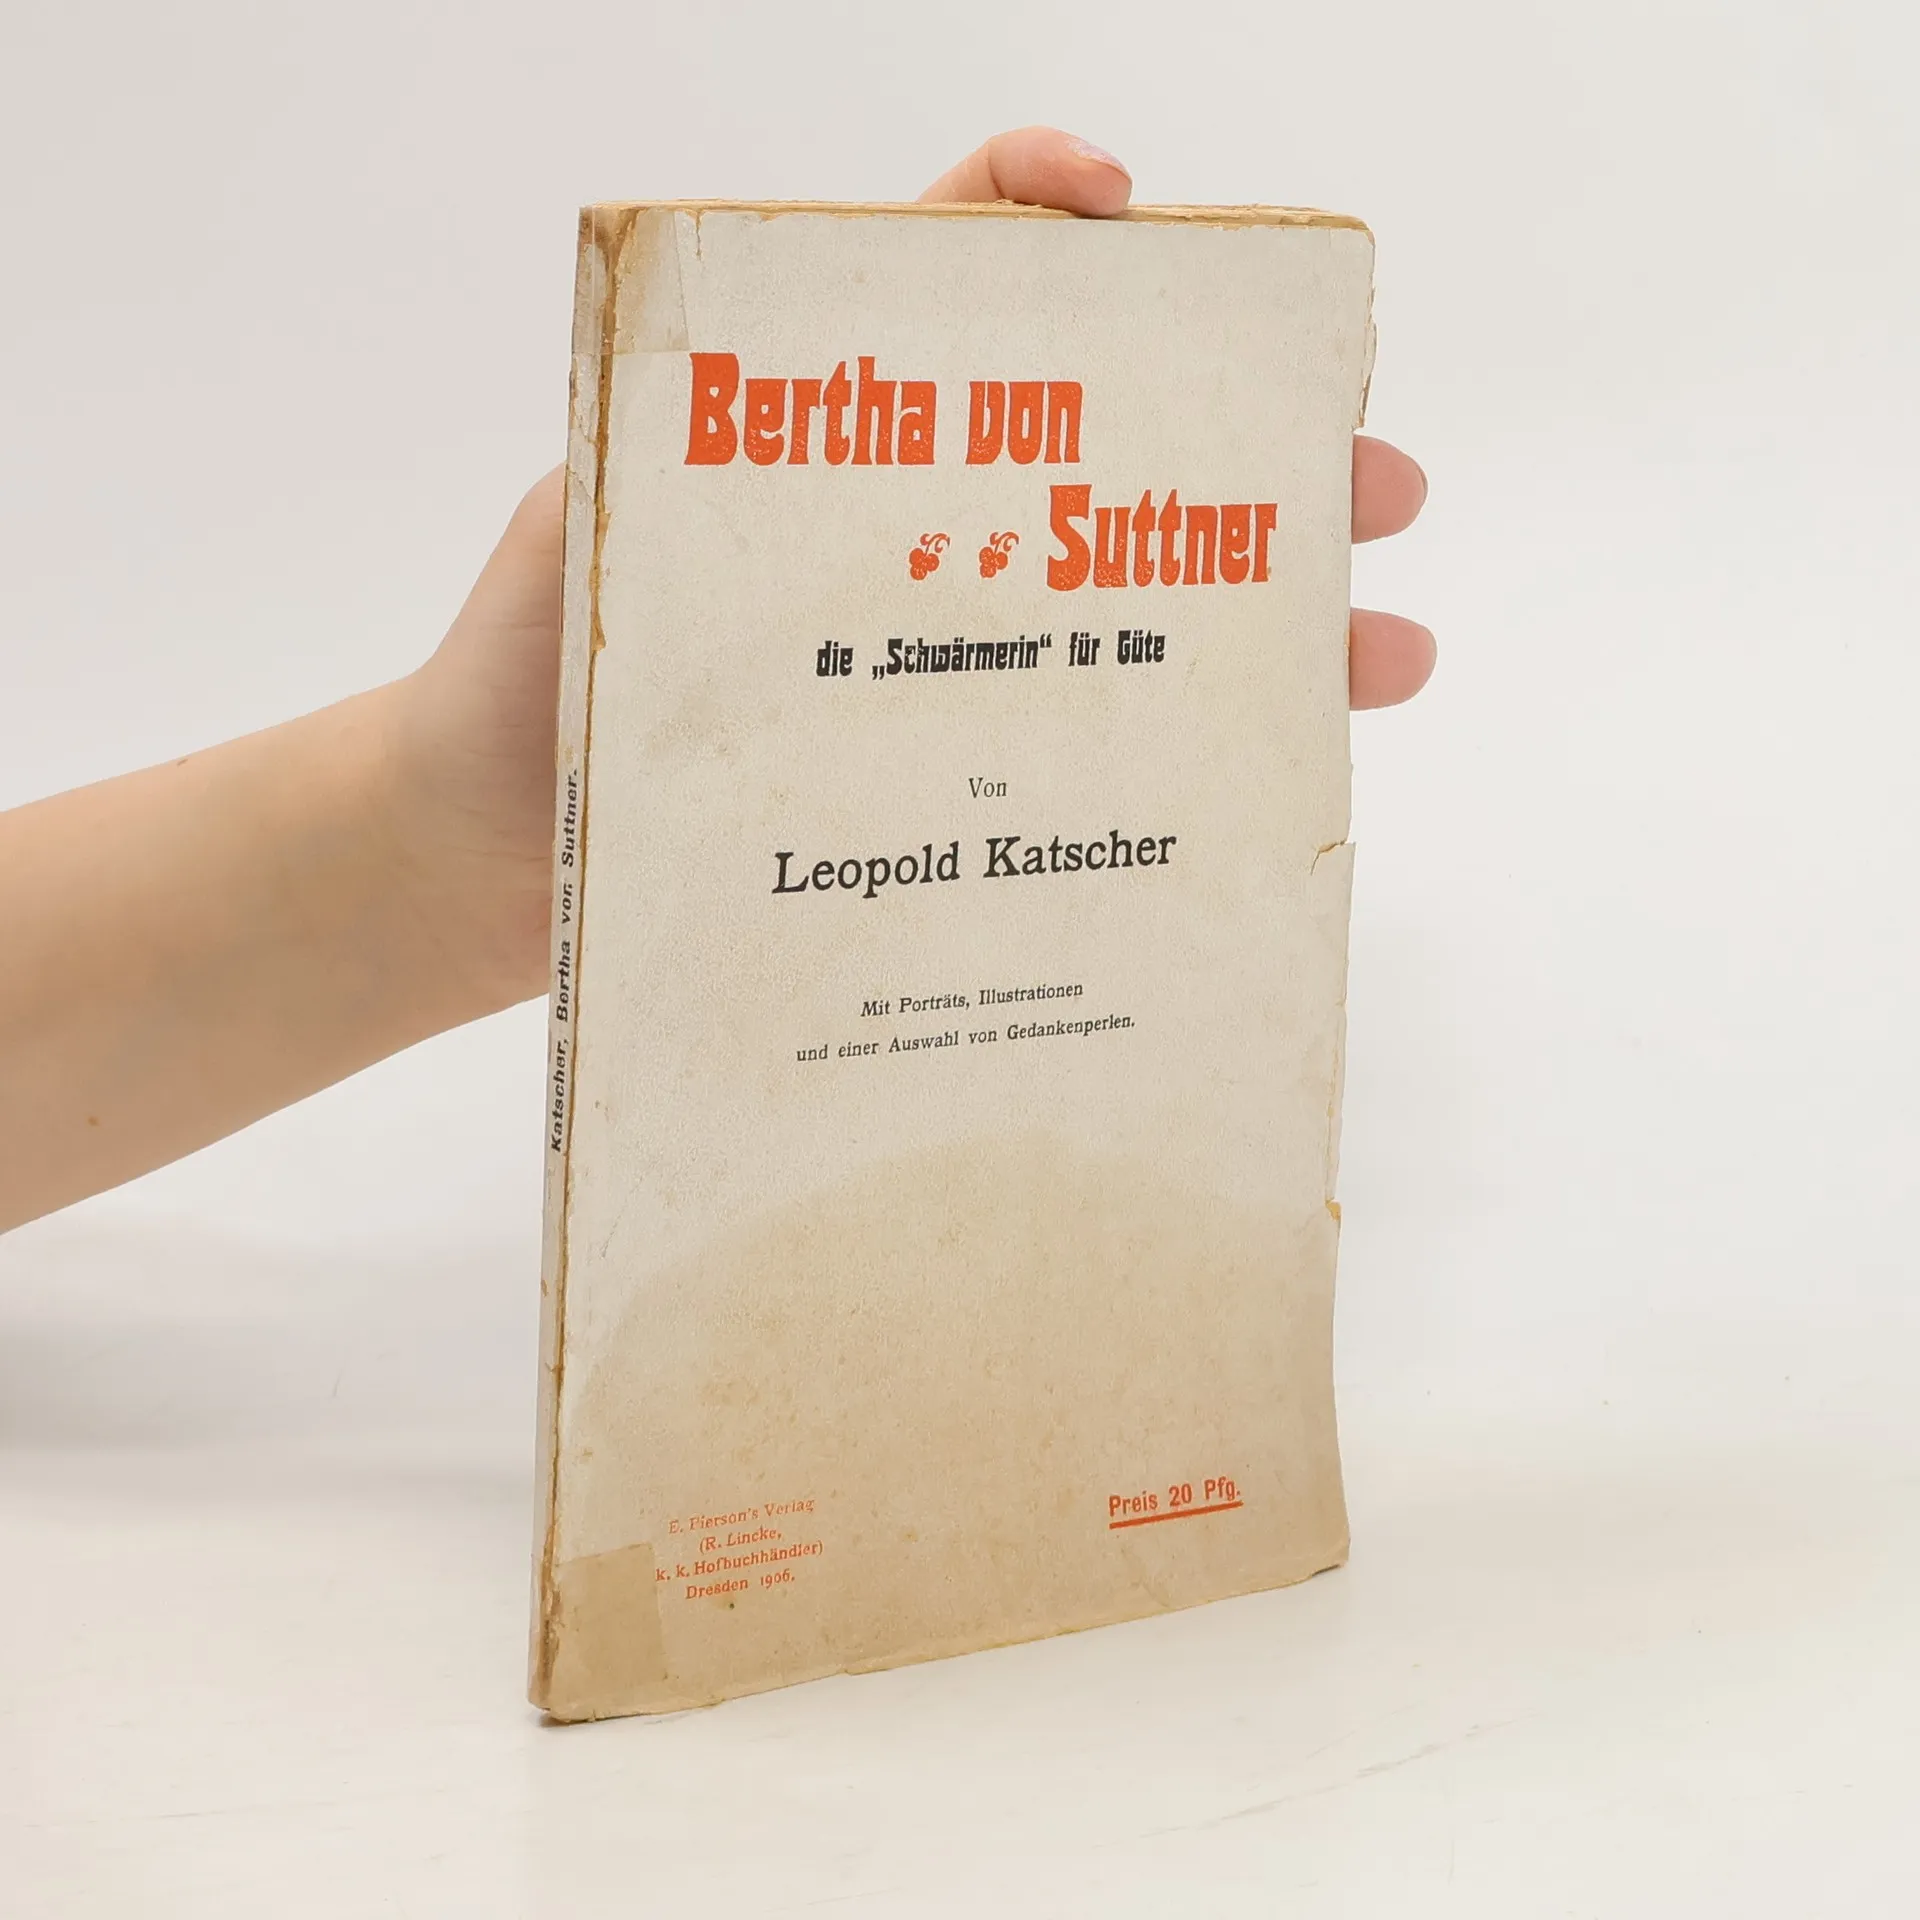 Bertha von
Suttner
die „Schwärmerin“ für Güte
Von
Leopold Katscher
Mit Porträts, Illustrationen
und einer Auswahl von Gedankenperlen.
E. Pierson's Verlag
(R. Lincke,
k. k. Hofbuchhändler)
Dresden 1906.
Preis 20 Pfg.
Katscher, Bertha von Suttner.